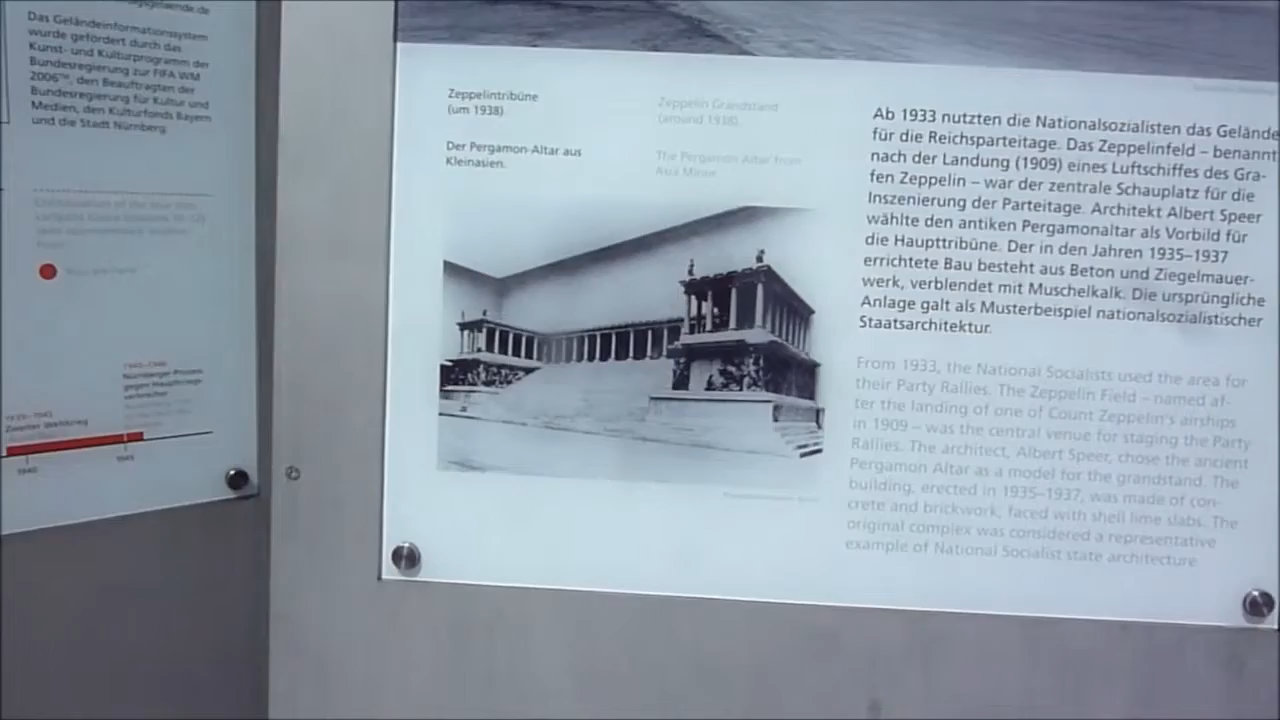 Das Geländeinformationssystem
wurde gefördert durch das
Kunst- und Kulturprogramm der
Bundesregierung zur FIFA WM
2006™, den Beauftragten der
Bundesregierung für Kultur und
Medien, den Kulturfonds Bayern
und die Stadt Nürnberg
1939–1945
Zweiter Weltkrieg
1945–1946
Nürnberger Prozess
gegen Hauptkriegs-
verbrecher
1940
1945
Zeppelintribüne
(um 1938)
Der Pergamon-Altar aus
Kleinasien.
Zeppelin Grandstand
(around 1938)
The Pergamon Altar from
Asia Minor
Ab 1933 nutzten die Nationalsozialisten das Gelände
für die Reichsparteitage. Das Zeppelinfeld – benannt
nach der Landung (1909) eines Luftschiffes des Gra-
fen Zeppelin – war der zentrale Schauplatz für die
Inszenierung der Parteitage. Architekt Albert Speer
wählte den antiken Pergamonaltar als Vorbild für
die Haupttribüne. Der in den Jahren 1935–1937
errichtete Bau besteht aus Beton und Ziegelmauer-
werk, verblendet mit Muschelkalk. Die ursprüngliche
Anlage galt als Musterbeispiel nationalsozialistischer
Staatsarchitektur.
From 1933, the National Socialists used the area for
their Party Rallies. The Zeppelin Field – named af-
ter the landing of one of Count Zeppelin's airships
in 1909 – was the central venue for staging the Party
Rallies. The architect, Albert Speer, chose the ancient
Pergamon Altar as a model for the grandstand. The
building, erected in 1935–1937, was made of con-
crete and brickwork, faced with shell lime slabs. The
original complex was considered a representative
example of National Socialist state architecture